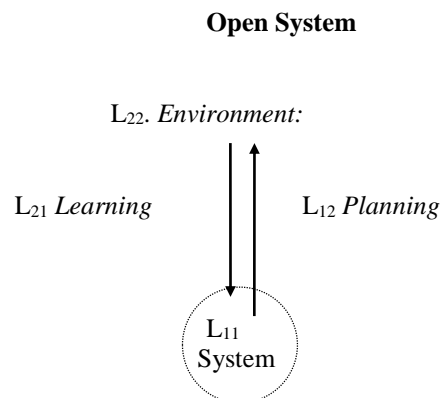 Open System
L₂₂. Environment:
L₂₁ Learning
L₁₂ Planning
L₁₁
System